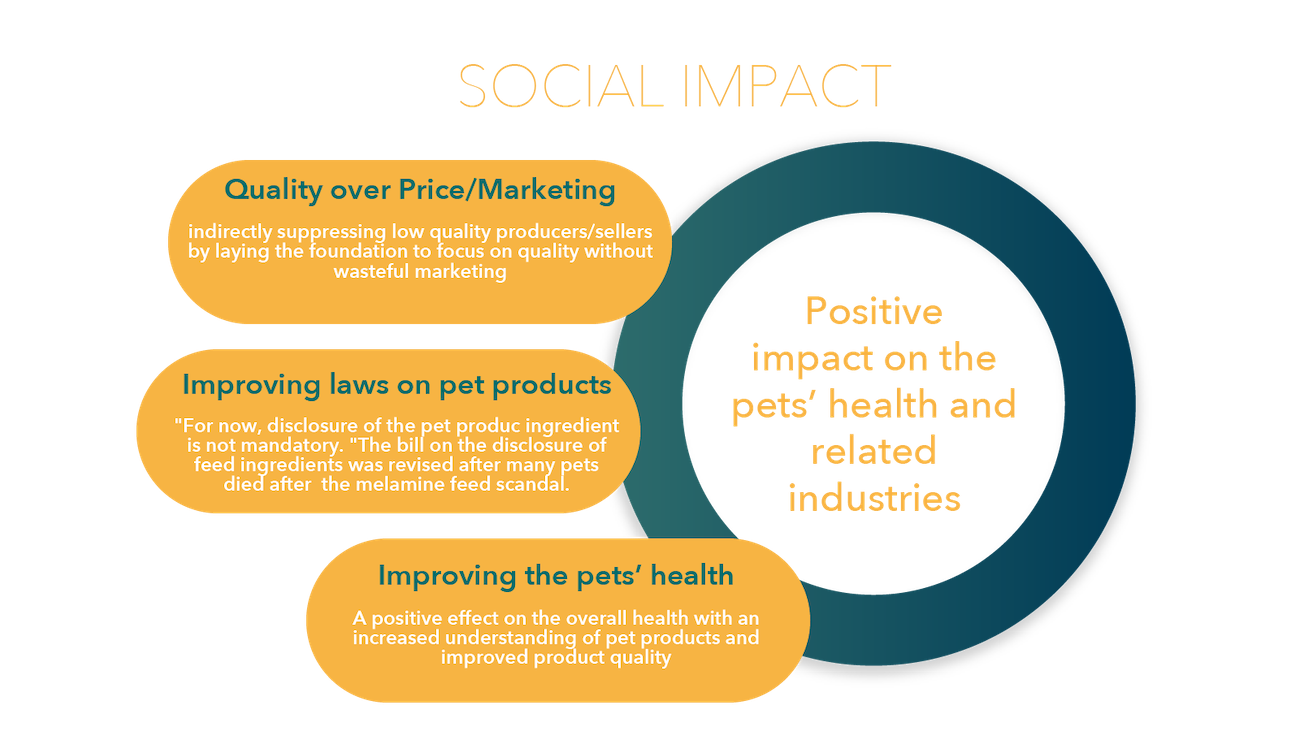 SOCIAL IMPACT
Quality over Price/Marketing
indirectly suppressing low quality producers/sellers
by laying the foundation to focus on quality without
wasteful marketing
Improving laws on pet products
"For now, disclosure of the pet produc ingredient
is not mandatory. "The bill on the disclosure of
feed ingredients was revised after many pets
died after  the melamine feed scandal.
Improving the pets’ health
A positive effect on the overall health with an
increased understanding of pet products and
improved product quality
Positive
impact on the
pets’ health and
related
industries